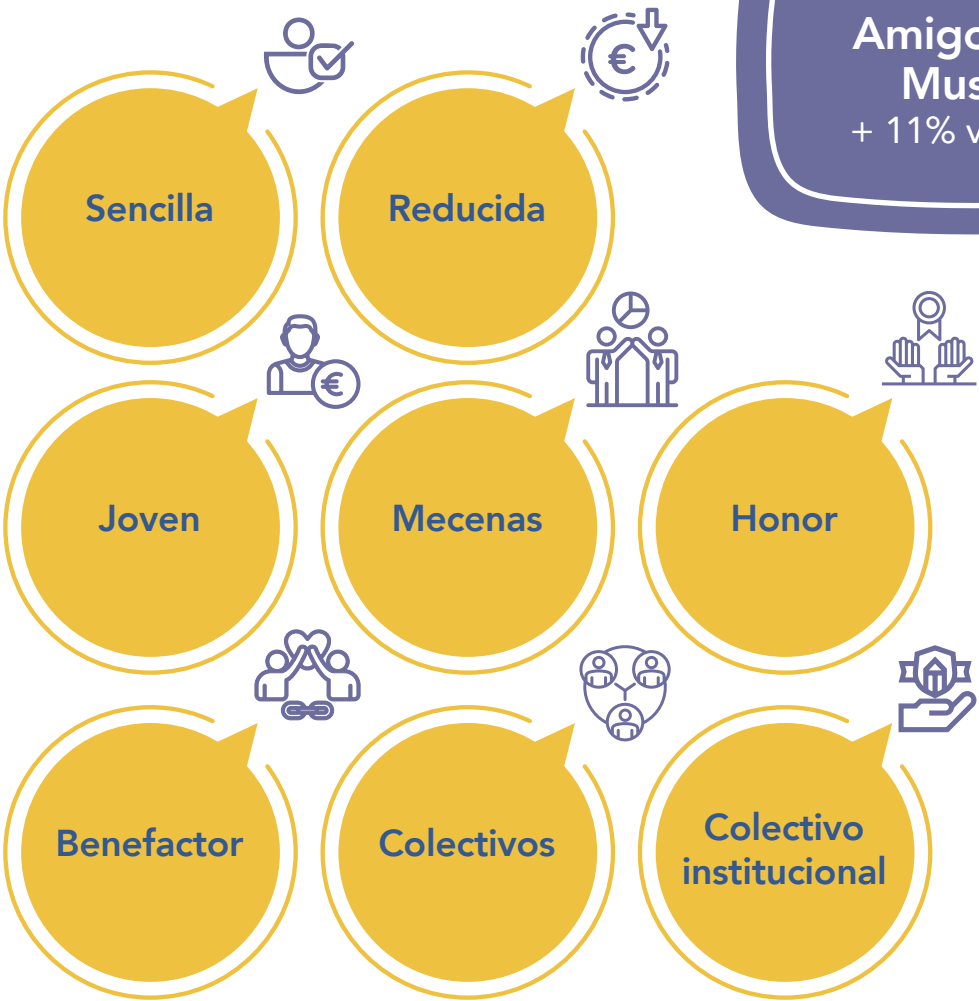 Amigo
Mus
+ 11% v
Sencilla
Reducida
€
€
Joven
Mecenas
Honor
Benefactor
Colectivos
Colectivo
institucional